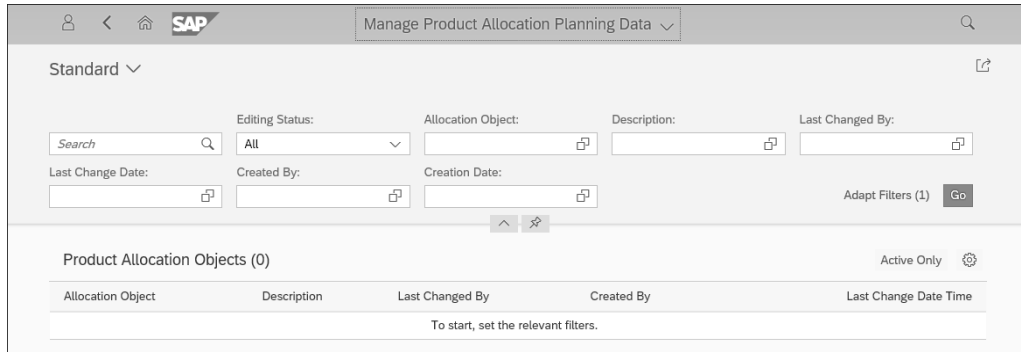 SAP Manage Product Allocation Planning Data
Standard
Editing Status: Allocation Object: Description: Last Changed By:
Search All
Last Change Date: Created By: Creation Date:
Adapt Filters (1) Go
Product Allocation Objects (0) Active Only
Allocation Object Description Last Changed By Created By Last Change Date Time
To start, set the relevant filters.